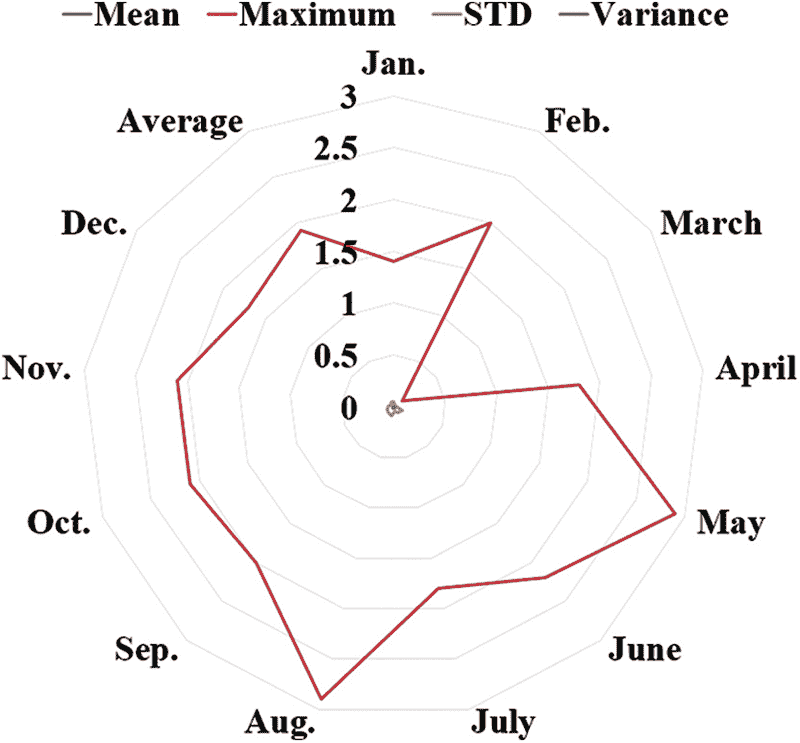 Mean Maximum STD Variance
Jan.
Average
Feb.
Dec.
March
Nov.
April
Oct.
May
Sep.
June
Aug.
July
3
2.5
2
1.5
1
0.5
0